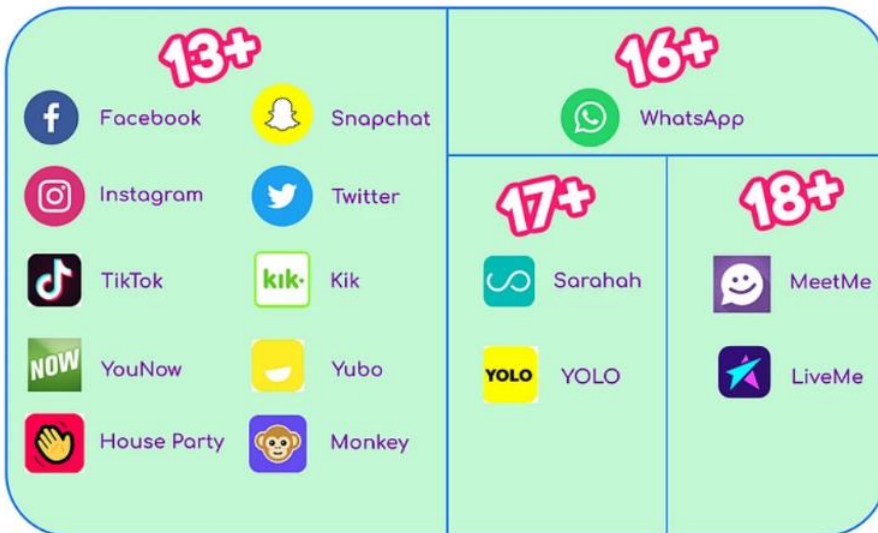 13+
Facebook
Snapchat
Instagram
Twitter
TikTok
kik·
Kik
NOW
YouNow
Yubo
House Party
Monkey
16+
WhatsApp
17+
Sarahah
YOLO
YOLO
18+
MeetMe
LiveMe